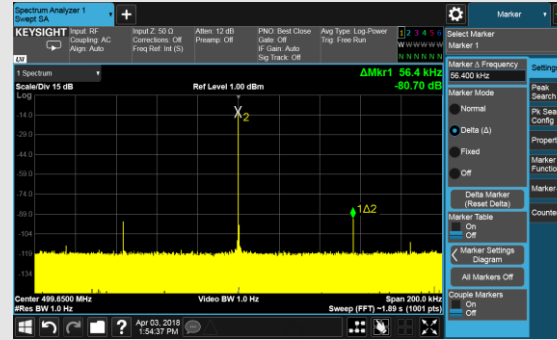 Spectrum Analyzer 1
Swept SA
Marker
KEYSIGHT
Input: RF
Coupling: AC
Align: Auto
Input Z: 50 Ω
Corrections: Off
Freq Ref: Int (S)
Atten: 12 dB
Preamp: Off
PNO: Best Close
Gate: Off
IF Gain: Auto
Sig Track: Off
Avg Type: Log-Power
Trig: Free Run
1 2 3 4 5 6
W W W W W W
N N N N N N
LXI
Select Marker
Marker 1
1 Spectrum
Scale/Div 15 dB
Ref Level 1.00 dBm
ΔMkr1 56.4 kHz
-80.70 dB
Log
-14.0
-29.0
-44.0
-59.0
-74.0
-89.0
-104
-119
-134
X2
1Δ2
Center 499.6500 MHz
#Res BW 1.0 Hz
Video BW 1.0 Hz
Span 200.0 kHz
Sweep (FFT) ~1.89 s (1001 pts)
Apr 03, 2018
1:54:37 PM
Marker Δ Frequency
56.400 kHz
Marker Mode
Normal
Delta (Δ)
Fixed
Off
Delta Marker
(Reset Delta)
Marker Table
On
Off
Marker Settings
Diagram
All Markers Off
Couple Markers
On
Off
Settings
Peak
Search
Pk Sea
Config
Propert
Marker
Functio
Marker
Counte